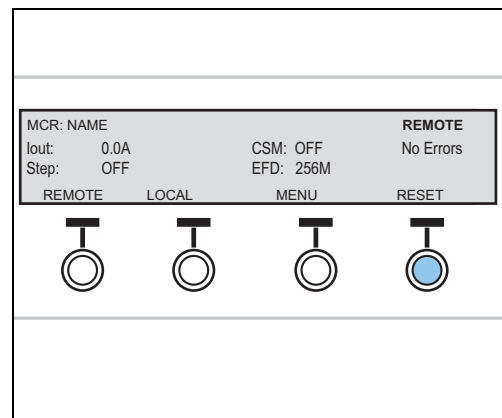 MCR: NAME REMOTE
Iout: 0.0A CSM: OFF No Errors
Step: OFF EFD: 256M
REMOTE LOCAL MENU RESET